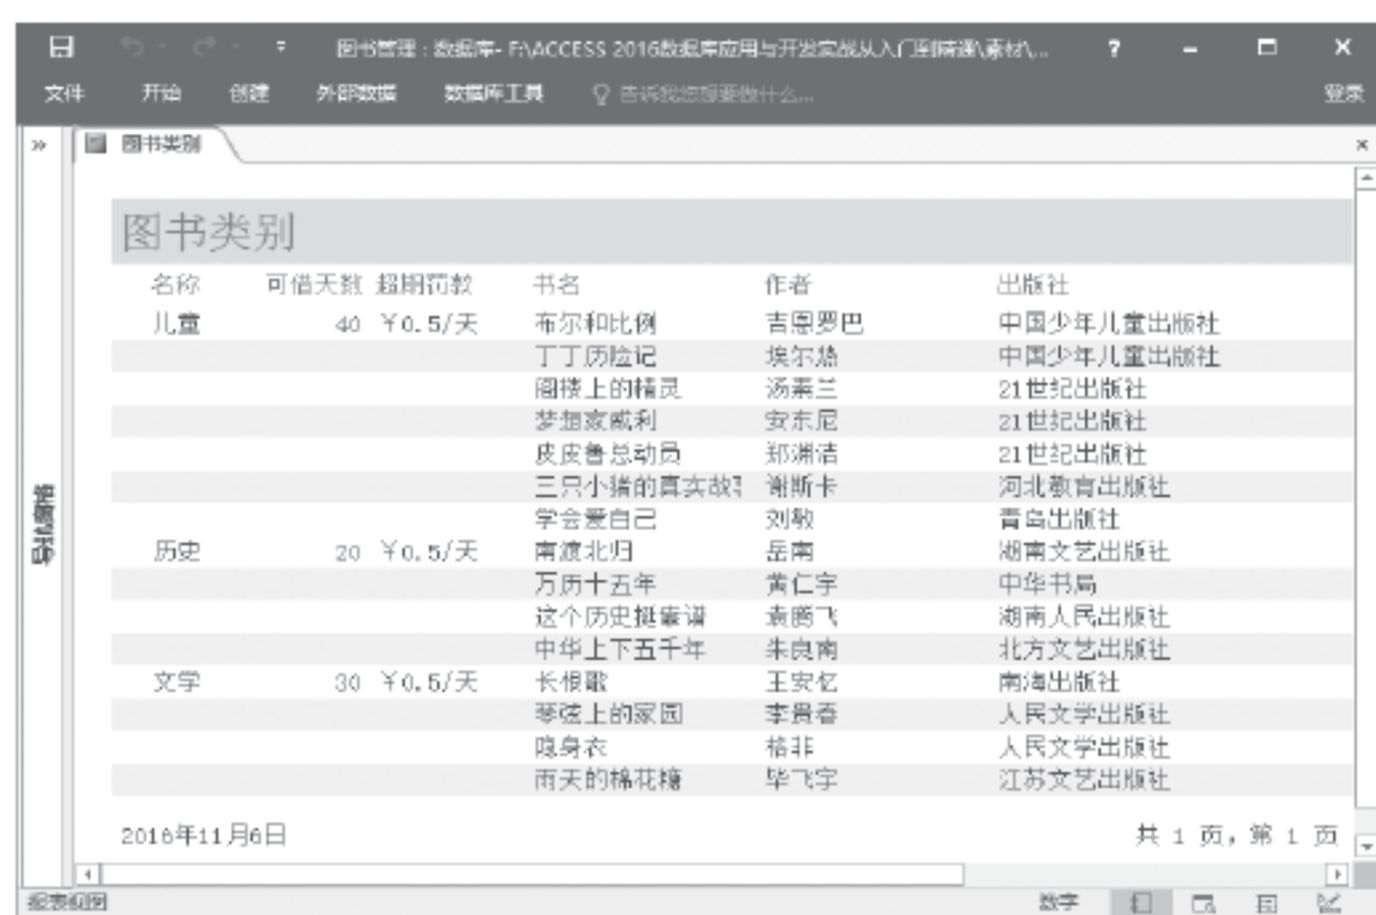 图书管理：数据库- F:\ACCESS 2016数据库应用与开发实战从入门到精通\素材\... ?
文件 开始 创建 外部数据 数据库工具 告诉我您想要做什么... 登录
» 图书类别
图书类别
名称 可借天数 超期罚款 书名 作者 出版社
儿童 40 ￥0.5/天 布尔和比例 吉恩罗巴 中国少年儿童出版社
丁丁历险记 埃尔热 中国少年儿童出版社
阁楼上的精灵 汤素兰 21世纪出版社
梦想家威利 安东尼 21世纪出版社
皮皮鲁总动员 郑渊洁 21世纪出版社
三只小猪的真实故 谢斯卡 河北教育出版社
学会爱自己 刘敏 青岛出版社
历史 20 ￥0.5/天 南渡北归 岳南 湖南文艺出版社
万历十五年 黄仁宇 中华书局
这个历史挺靠谱 袁腾飞 湖南人民出版社
中华上下五千年 朱良南 北方文艺出版社
文学 30 ￥0.5/天 长恨歌 王安忆 南海出版社
琴弦上的家园 李贵春 人民文学出版社
隐身衣 格非 人民文学出版社
雨天的棉花糖 毕飞宇 江苏文艺出版社
导航窗格
2016年11月6日 共 1 页，第 1 页
报表视图 数字